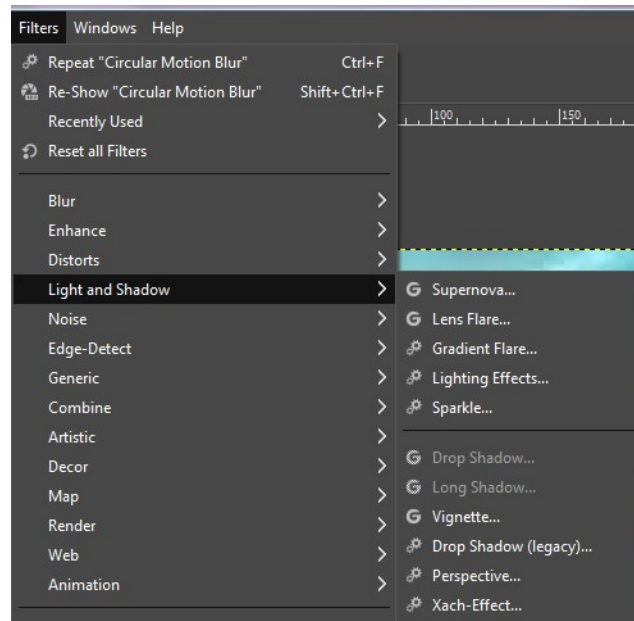 Filters Windows Help
Repeat "Circular Motion Blur" Ctrl+F
Re-Show "Circular Motion Blur" Shift+Ctrl+F
Recently Used
Reset all Filters
100 150
Blur
Enhance
Distorts
Light and Shadow
Noise
Edge-Detect
Generic
Combine
Artistic
Decor
Map
Render
Web
Animation
Supernova...
Lens Flare...
Gradient Flare...
Lighting Effects...
Sparkle...
Drop Shadow...
Long Shadow...
Vignette...
Drop Shadow (legacy)...
Perspective...
Xach-Effect...